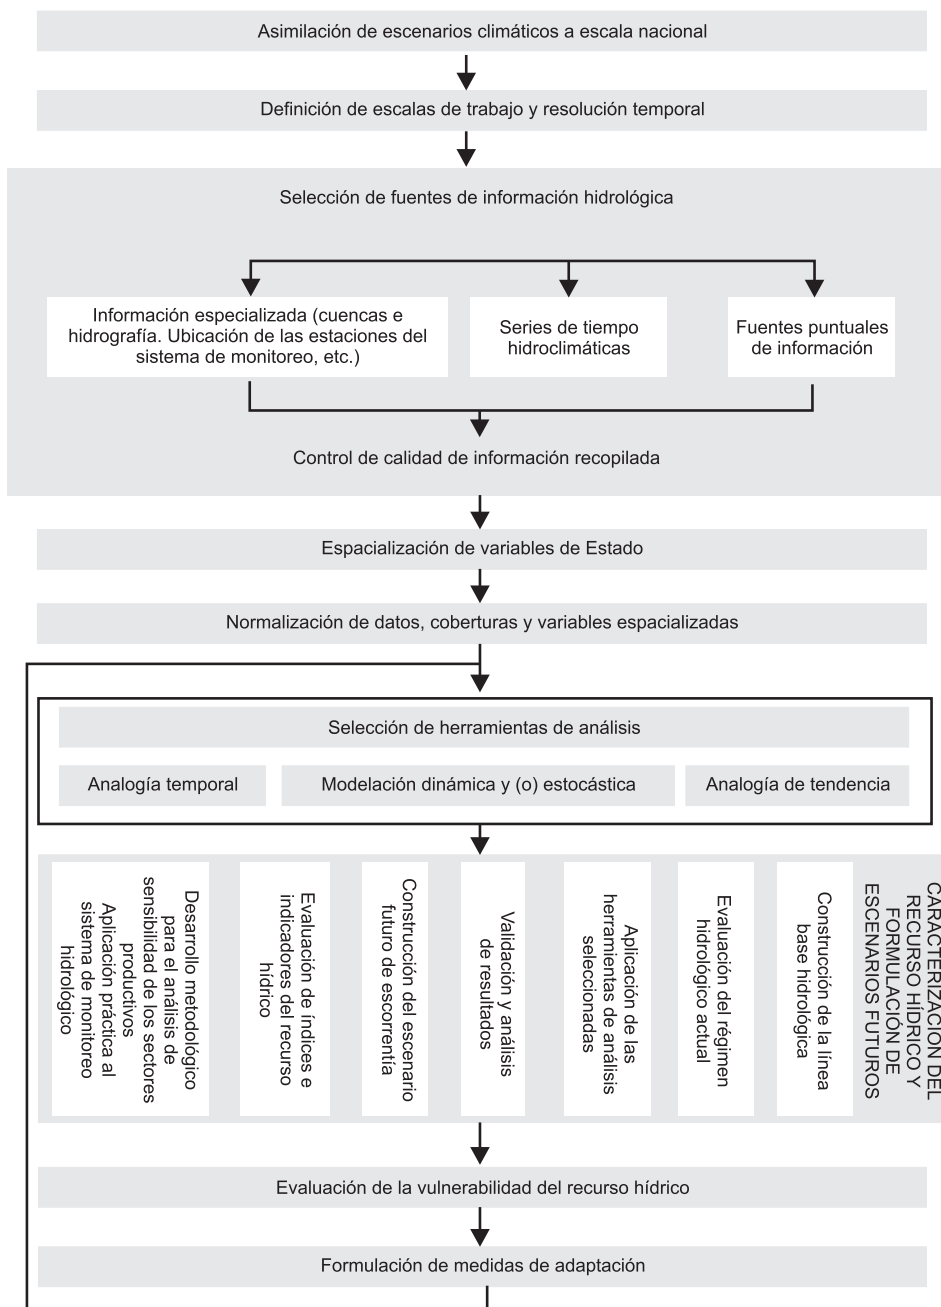 Asimilación de escenarios climáticos a escala nacional
Definición de escalas de trabajo y resolución temporal
Selección de fuentes de información hidrológica
Información especializada (cuencas e
hidrografía. Ubicación de las estaciones del
sistema de monitoreo, etc.)
Series de tiempo
hidroclimáticas
Fuentes puntuales
de información
Control de calidad de información recopilada
Espacialización de variables de Estado
Normalización de datos, coberturas y variables espacializadas
Selección de herramientas de análisis
Analogía temporal
Modelación dinámica y (o) estocástica
Analogía de tendencia
CARACTERIZACIÓN DEL
RECURSO HÍDRICO Y
FORMULACIÓN DE
ESCENARIOS FUTUROS
Construcción de la línea
base hidrológica
Evaluación del régimen
hidrológico actual
Aplicación de las
herramientas de análisis
seleccionadas
Validación y análisis
de resultados
Construcción del escenario
futuro de escorrentía
Evaluación de índices e
indicadores del recurso
hídrico
Desarrollo metodológico
para el análisis de
sensibilidad de los sectores
productivos
Aplicación práctica al
sistema de monitoreo
hidrológico
Evaluación de la vulnerabilidad del recurso hídrico
Formulación de medidas de adaptación